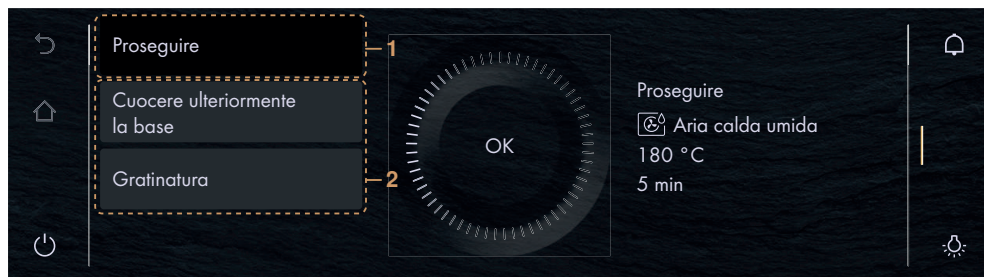 Proseguire
1
Cuocere ulteriormente
la base
Gratinatura
2
OK
Proseguire
Aria calda umida
180 °C
5 min